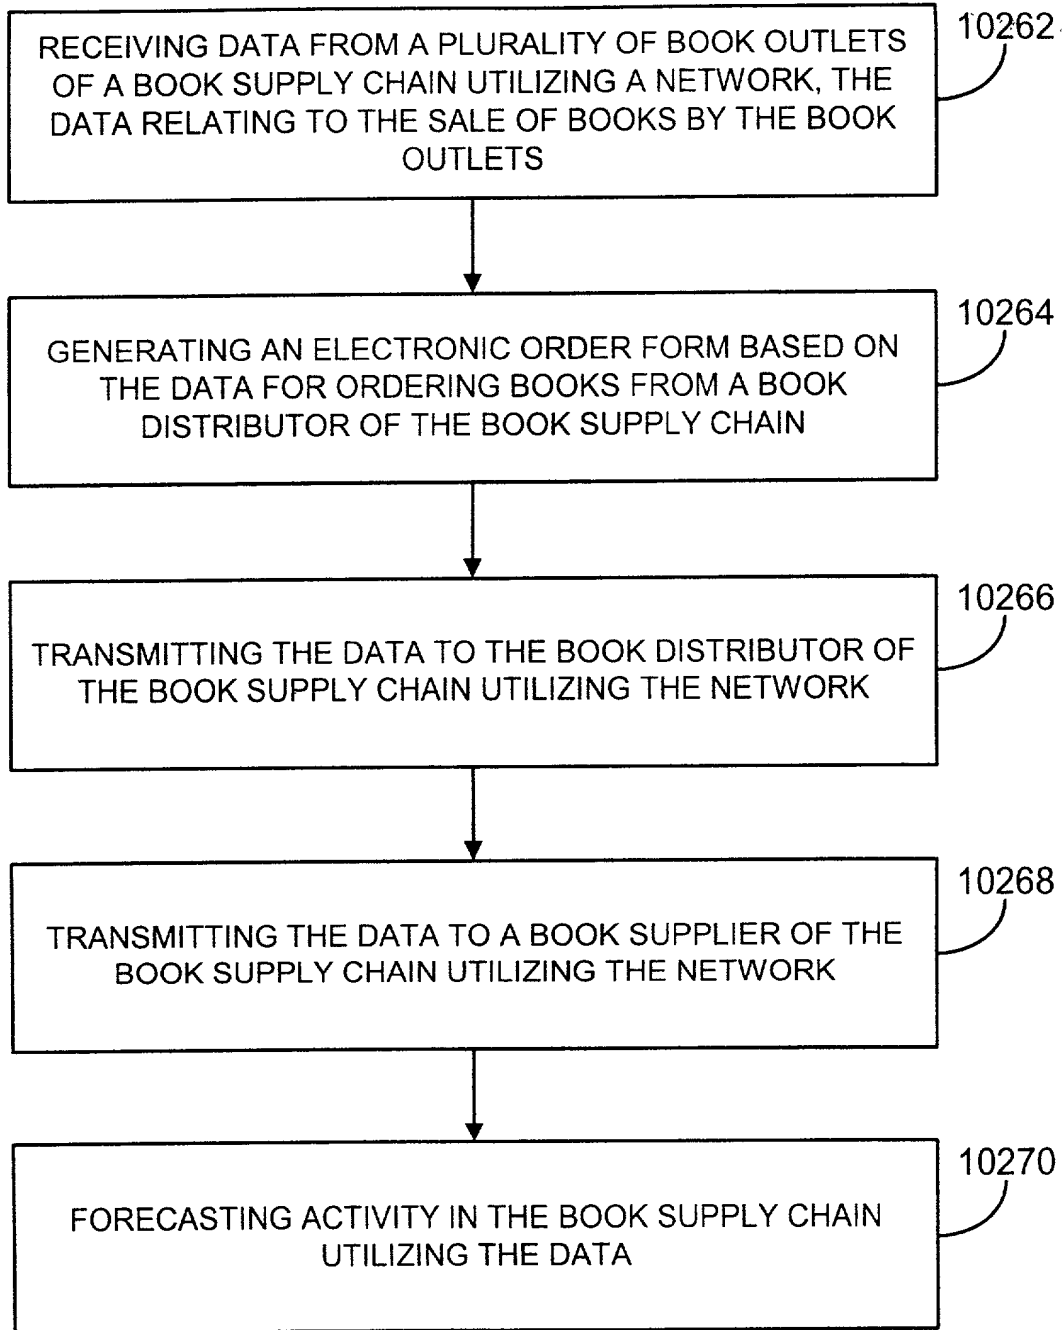 10262
RECEIVING DATA FROM A PLURALITY OF BOOK OUTLETS
OF A BOOK SUPPLY CHAIN UTILIZING A NETWORK, THE
DATA RELATING TO THE SALE OF BOOKS BY THE BOOK
OUTLETS
10264
GENERATING AN ELECTRONIC ORDER FORM BASED ON
THE DATA FOR ORDERING BOOKS FROM A BOOK
DISTRIBUTOR OF THE BOOK SUPPLY CHAIN
10266
TRANSMITTING THE DATA TO THE BOOK DISTRIBUTOR OF
THE BOOK SUPPLY CHAIN UTILIZING THE NETWORK
10268
TRANSMITTING THE DATA TO A BOOK SUPPLIER OF THE
BOOK SUPPLY CHAIN UTILIZING THE NETWORK
10270
FORECASTING ACTIVITY IN THE BOOK SUPPLY CHAIN
UTILIZING THE DATA